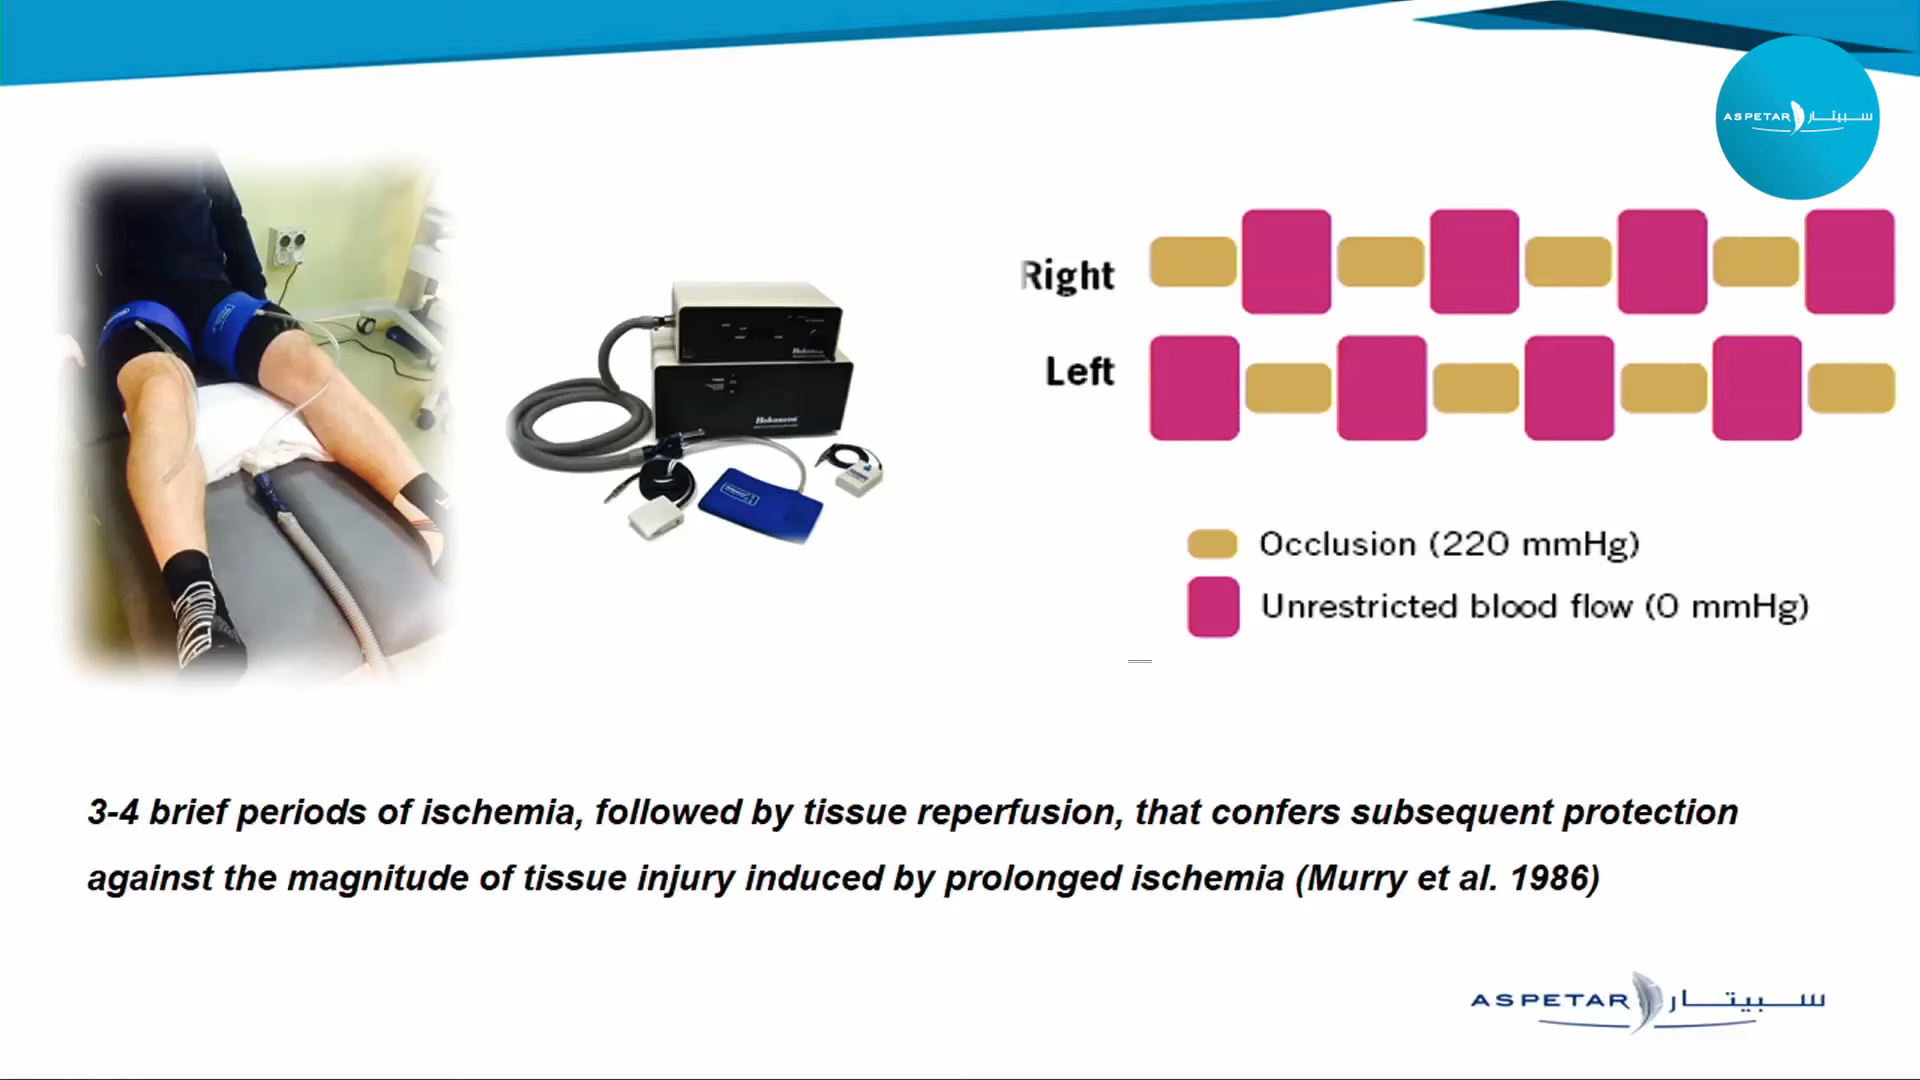 ASPETAR سبيتار
Right
Left
Occlusion (220 mmHg)
Unrestricted blood flow (0 mmHg)
Hokanson
3-4 brief periods of ischemia, followed by tissue reperfusion, that confers subsequent protection
against the magnitude of tissue injury induced by prolonged ischemia (Murry et al. 1986)
ASPETAR سبيتار